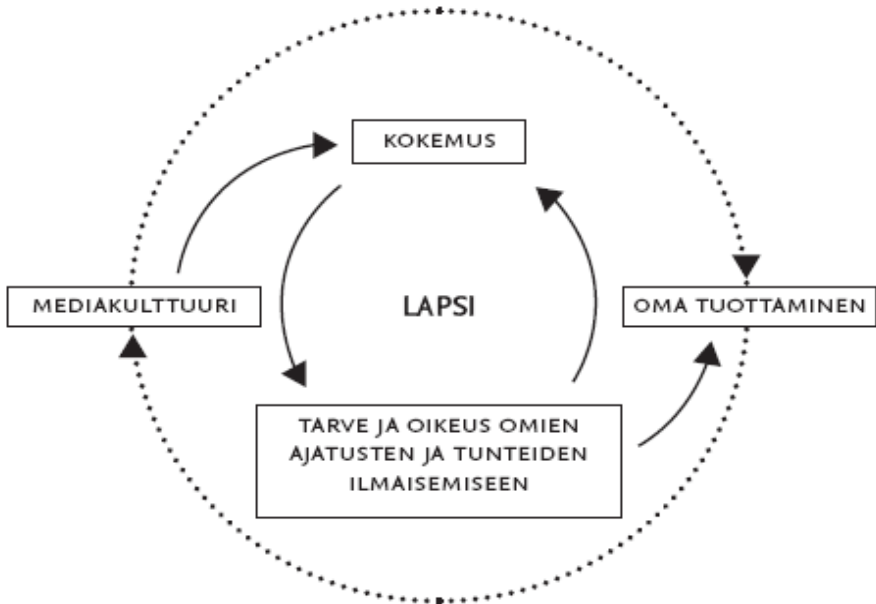 KOKEMUS
MEDIAKULTTUURI
LAPSI
OMA TUOTTAMINEN
TARVE JA OIKEUS OMIEN
AJATUSTEN JA TUNTEIDEN
ILMAISEMISEEN